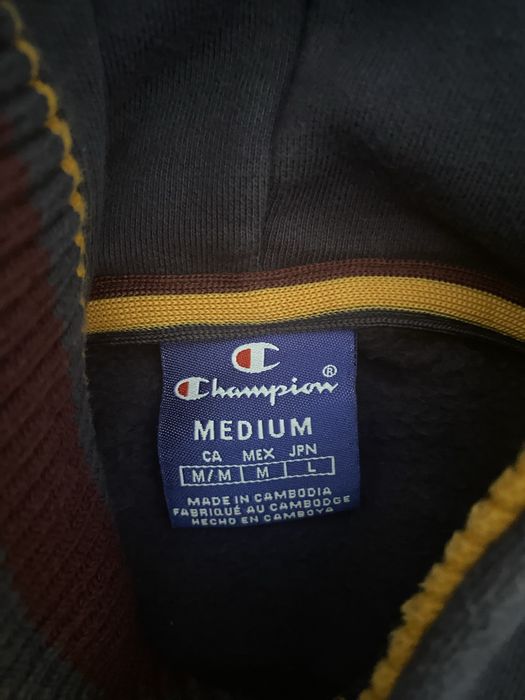 Champion®
MEDIUM
CA MEX JPN
M/M M L
MADE IN CAMBODIA
FABRIQUÉ AU CAMBODGE
HECHO EN CAMBOYA